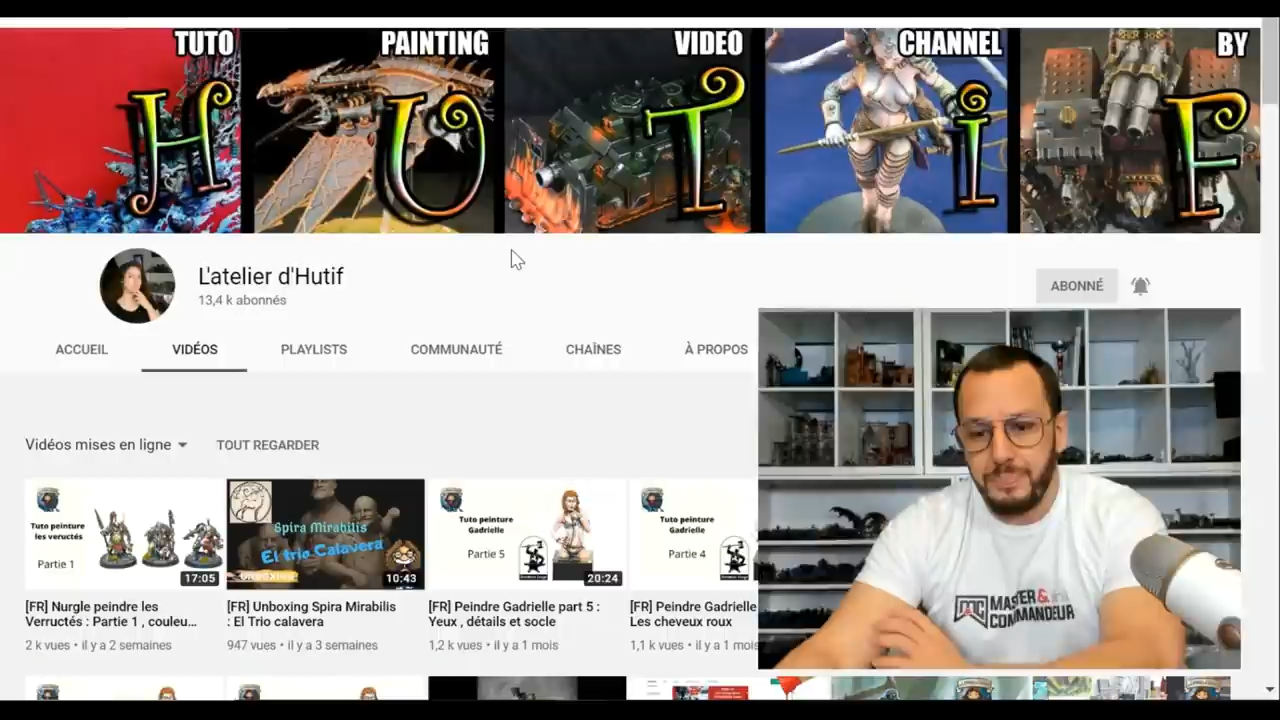 TUTO PAINTING VIDEO CHANNEL BY
H U T i F
L'atelier d'Hutif
13,4 k abonnés
ABONNÉ
ACCUEIL VIDÉOS PLAYLISTS COMMUNAUTÉ CHAÎNES À PROPOS
Vidéos mises en ligne TOUT REGARDER
Tuto peinture
les veructés
Partie 1
17:05
Spira Mirabilis
El trio Calavera
UNBOXING
10:43
Tuto peinture
Gadrielle
Partie 5
20:24
Tuto peinture
Gadrielle
Partie 4
[FR] Nurgle peindre les
Verructés : Partie 1 , couleu...
2 k vues • il y a 2 semaines
[FR] Unboxing Spira Mirabilis
: El Trio calavera
947 vues • il y a 3 semaines
[FR] Peindre Gadrielle part 5 :
Yeux , détails et socle
1,2 k vues • il y a 1 mois
[FR] Peindre Gadrielle
Les cheveux roux
1,1 k vues • il y a 1 mois
MC MASTER &
COMMANDEUR